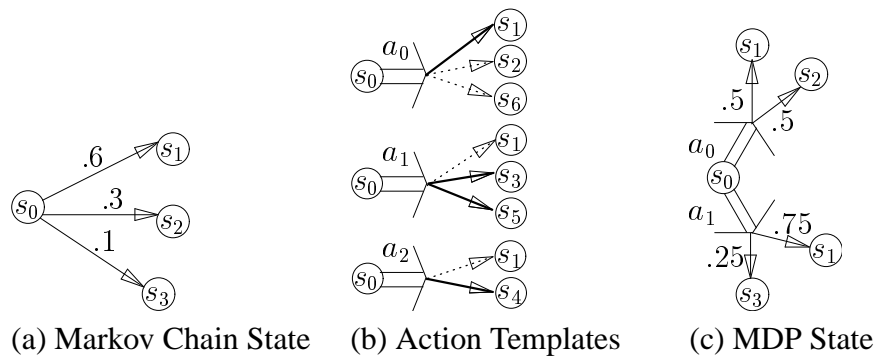 s₀
.6
.3
.1
s₁
s₂
s₃
(a) Markov Chain State
a₀
s₀
s₁
s₂
s₆
a₁
s₀
s₁
s₃
s₅
a₂
s₀
s₁
s₄
(b) Action Templates
s₁
s₂
.5
.5
a₀
s₀
a₁
.75
.25
s₁
s₃
(c) MDP State